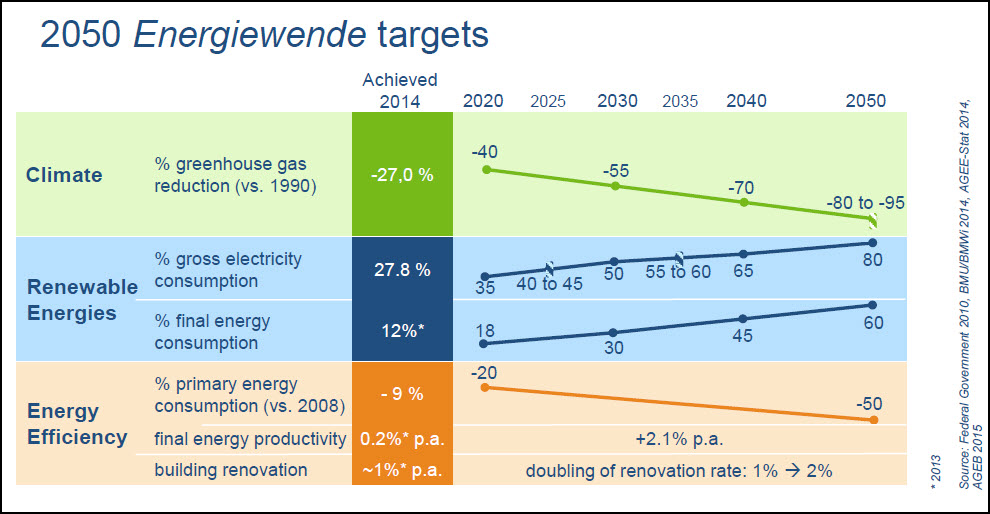 2050 Energiewende targets
Achieved
2014
2020
2025
2030
2035
2040
2050
Climate
% greenhouse gas
reduction (vs. 1990)
-27,0 %
-40
-55
-70
-80 to -95
Renewable
Energies
% gross electricity
consumption
27.8 %
35
40 to 45
50
55 to 60
65
80
% final energy
consumption
12%*
18
30
45
60
Energy
Efficiency
% primary energy
consumption (vs. 2008)
- 9 %
-20
-50
final energy productivity
0.2%* p.a.
+2.1% p.a.
building renovation
~1%* p.a.
doubling of renovation rate: 1% → 2%
* 2013
Source: Federal Government 2010, BMU/BMWi 2014, AGEE-Stat 2014,
AGEB 2015